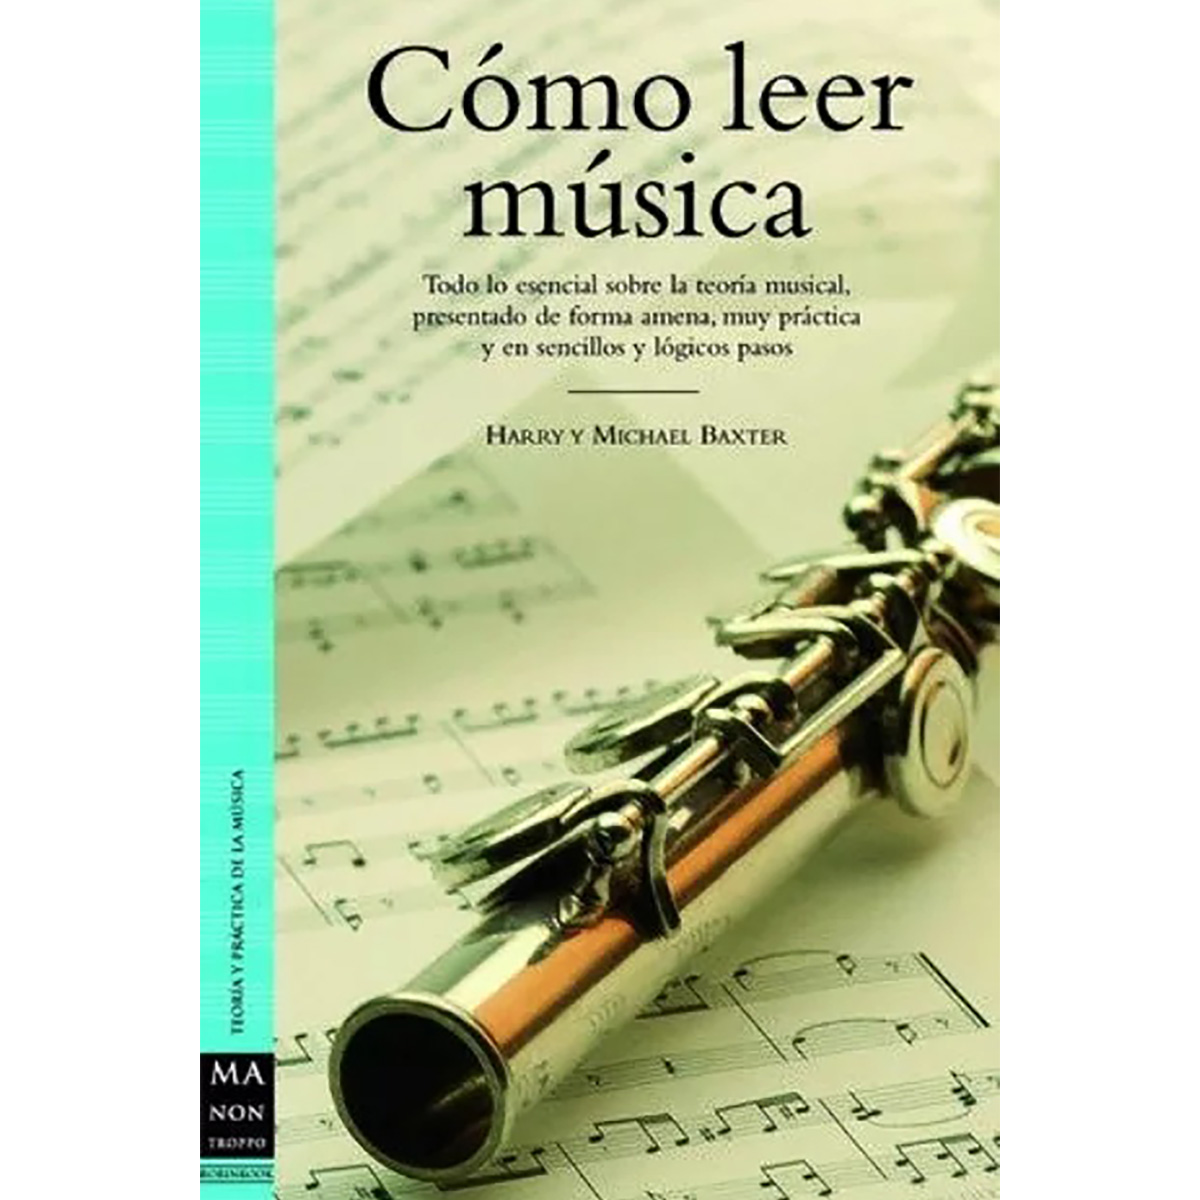 Cómo leer
música
Todo lo esencial sobre la teoría musical,
presentado de forma amena, muy práctica
y en sencillos y lógicos pasos
HARRY Y MICHAEL BAXTER
TEORÍA Y PRÁCTICA DE LA MÚSICA
MA
NON
TROPPO
ROBINBOOK